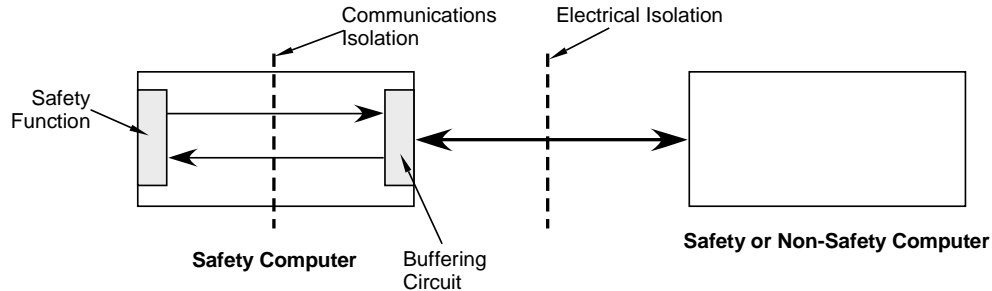 Communications
Isolation
Electrical Isolation
Safety
Function
Safety Computer
Buffering
Circuit
Safety or Non-Safety Computer